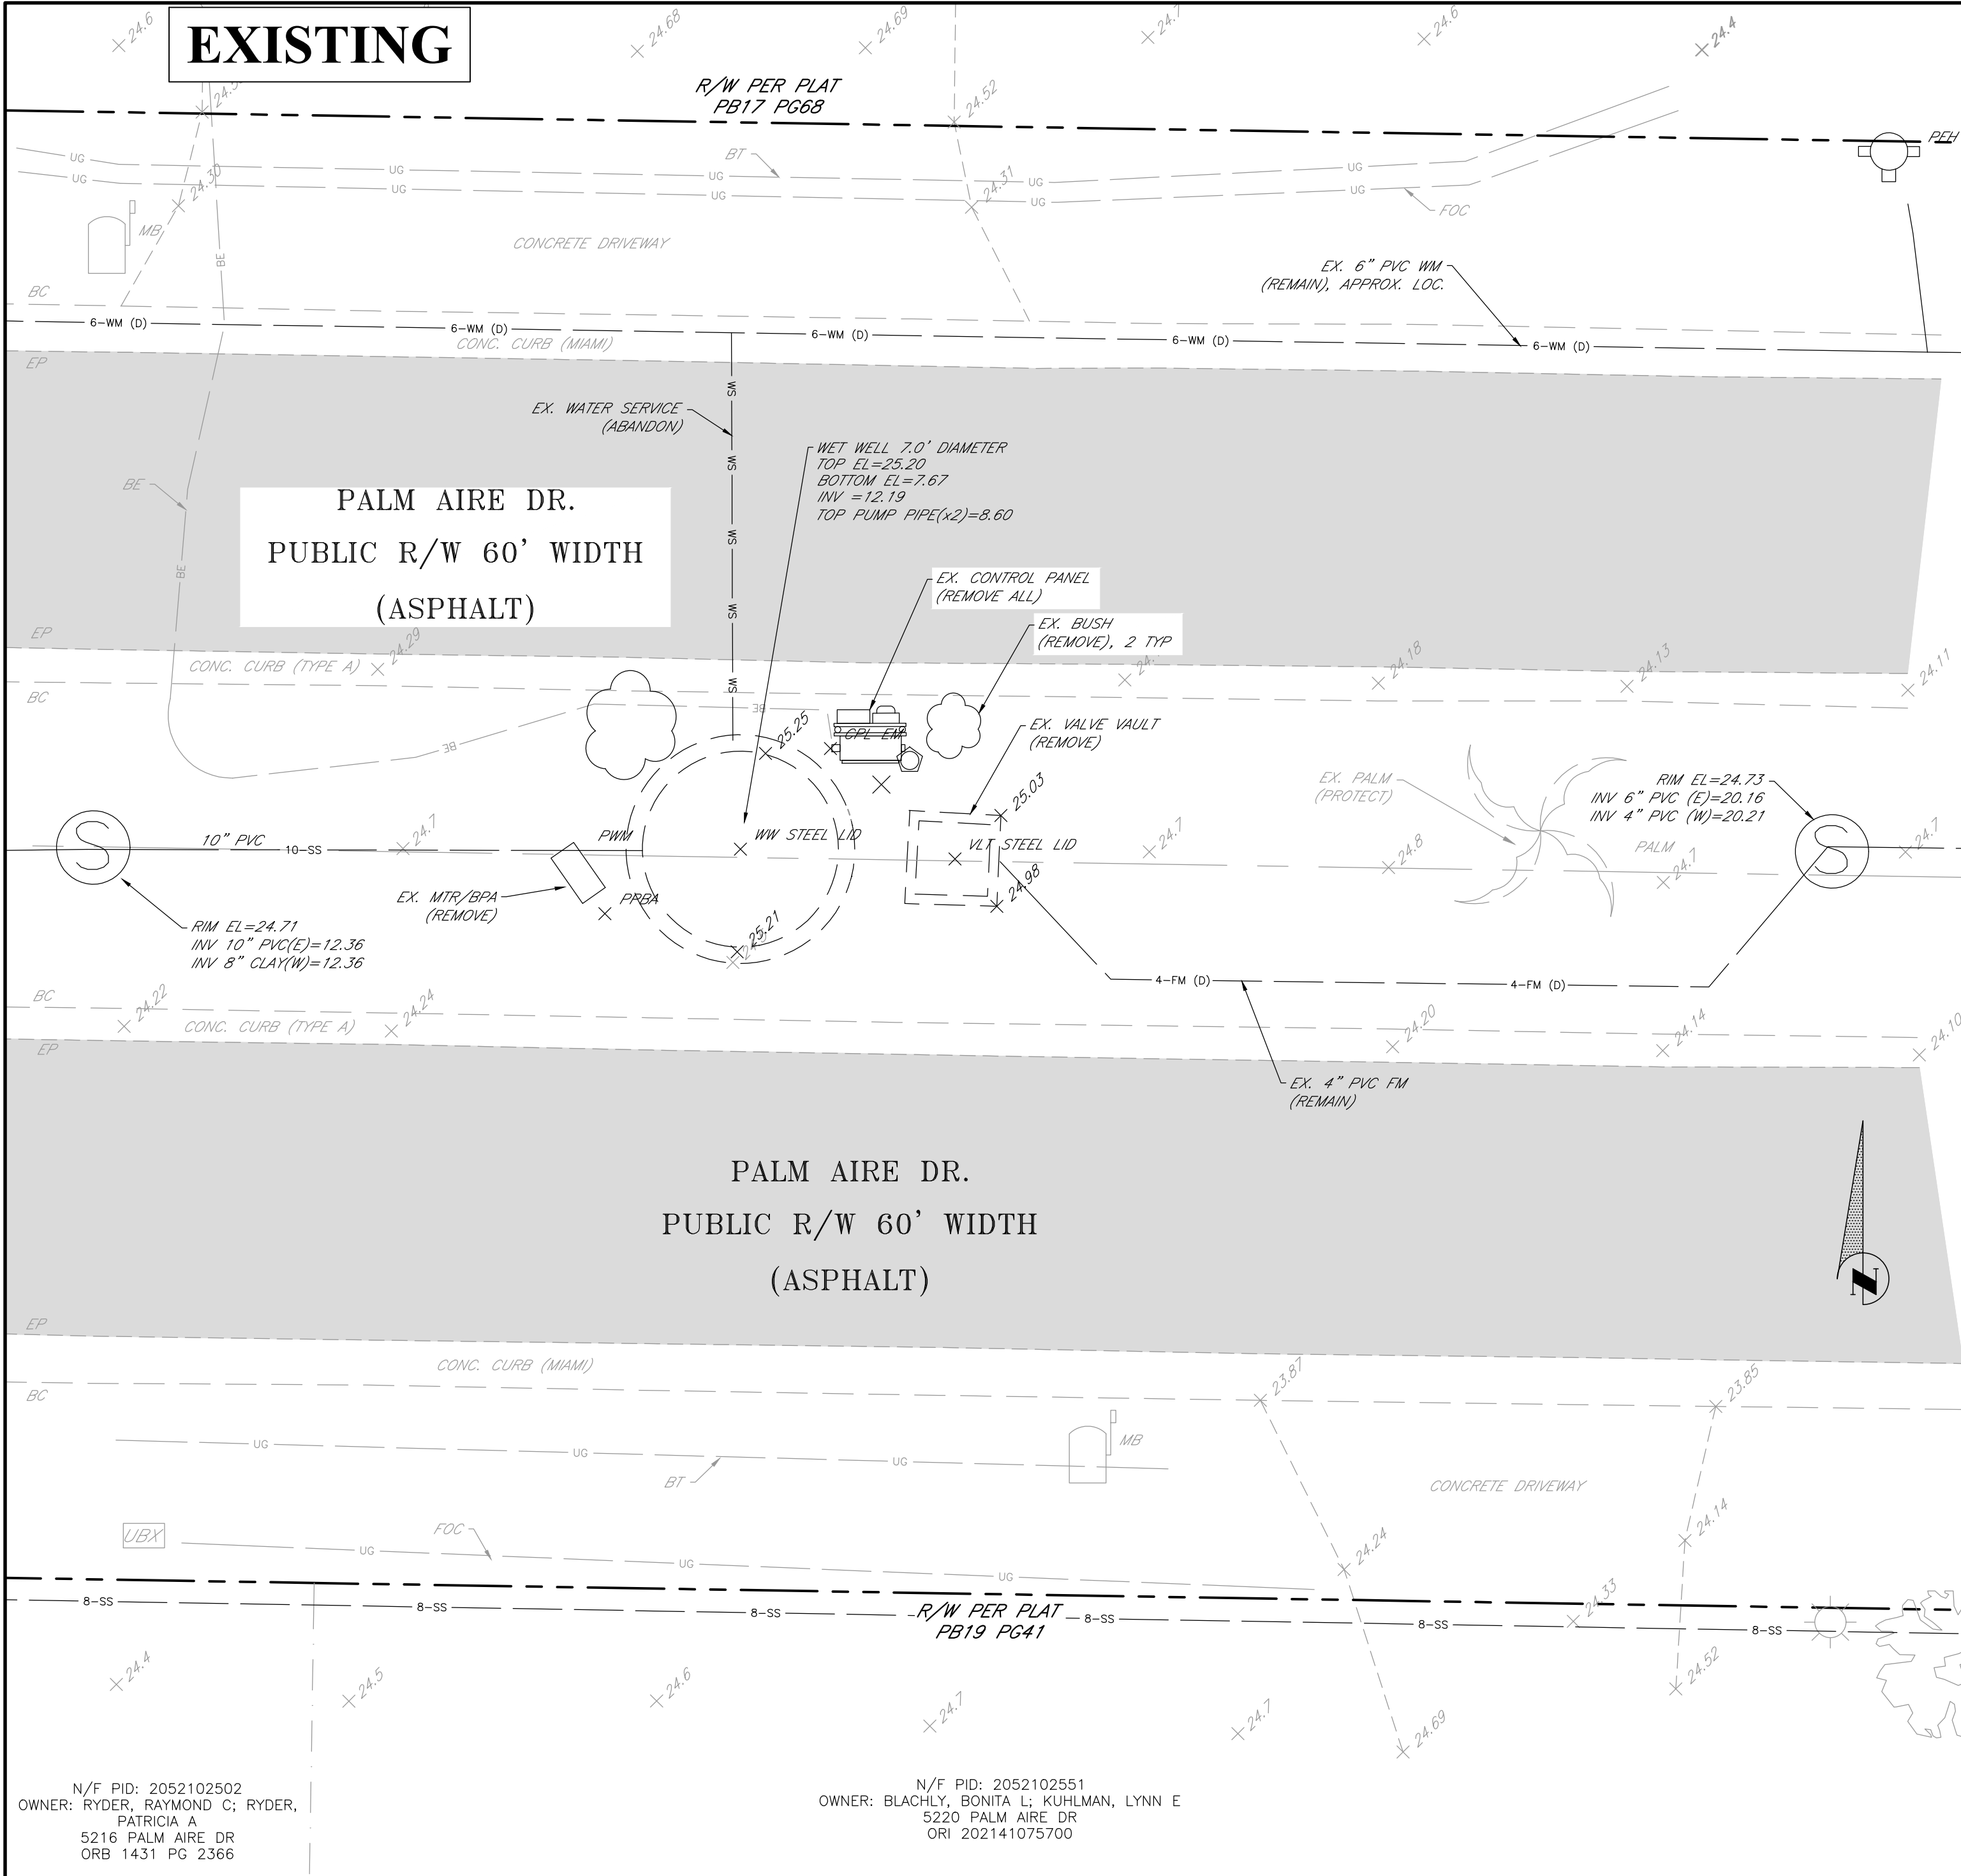 EXISTING
24.6
24.68
24.69
24.7
24.6
24.4
R/W PER PLAT
PB17 PG68
24.52
PFH
UG
UG
UG
UG
BT
UG
UG
UG
UG
UG
UG
FOC
24.30
24.31
MB
BE
CONCRETE DRIVEWAY
EX. 6" PVC WM
(REMAIN), APPROX. LOC.
BC
6-WM (D)
6-WM (D)
6-WM (D)
6-WM (D)
6-WM (D)
CONC. CURB (MIAMI)
EP
WS
EX. WATER SERVICE
(ABANDON)
WET WELL 7.0' DIAMETER
TOP EL=25.20
BOTTOM EL=7.67
INV =12.19
TOP PUMP PIPE(x2)=8.60
WS
BE
PALM AIRE DR.
PUBLIC R/W 60' WIDTH
(ASPHALT)
WS
BE
EX. CONTROL PANEL
(REMOVE ALL)
WS
EX. BUSH
(REMOVE), 2 TYP
EP
CONC. CURB (TYPE A)
24.29
24.18
24.13
24.11
BC
WS
BE
25.25
CPL EM
EX. VALVE VAULT
(REMOVE)
BE
25.03
EX. PALM
(PROTECT)
RIM EL=24.73
INV 6" PVC (E)=20.16
INV 4" PVC (W)=20.21
S
10" PVC
10-SS
24.7
PWM
WW STEEL LID
VLT STEEL LID
24.7
24.8
PALM
24.7
S
24.7
EX. MTR/BPA
(REMOVE)
PPBA
24.98
25.21
RIM EL=24.71
INV 10" PVC(E)=12.36
INV 8" CLAY(W)=12.36
4-FM (D)
4-FM (D)
BC
24.22
24.24
CONC. CURB (TYPE A)
24.20
24.14
24.10
EP
EX. 4" PVC FM
(REMAIN)
PALM AIRE DR.
PUBLIC R/W 60' WIDTH
(ASPHALT)
N
EP
CONC. CURB (MIAMI)
BC
23.87
23.85
UG
UG
UG
BT
MB
CONCRETE DRIVEWAY
UBX
FOC
UG
UG
UG
24.24
24.14
8-SS
8-SS
8-SS
8-SS
8-SS
8-SS
R/W PER PLAT
PB19 PG41
24.33
24.4
24.5
24.6
24.7
24.7
24.69
24.52
N/F PID: 2052102502
OWNER: RYDER, RAYMOND C; RYDER,
PATRICIA A
5216 PALM AIRE DR
ORB 1431 PG 2366
N/F PID: 2052102551
OWNER: BLACHLY, BONITA L; KUHLMAN, LYNN E
5220 PALM AIRE DR
ORI 202141075700